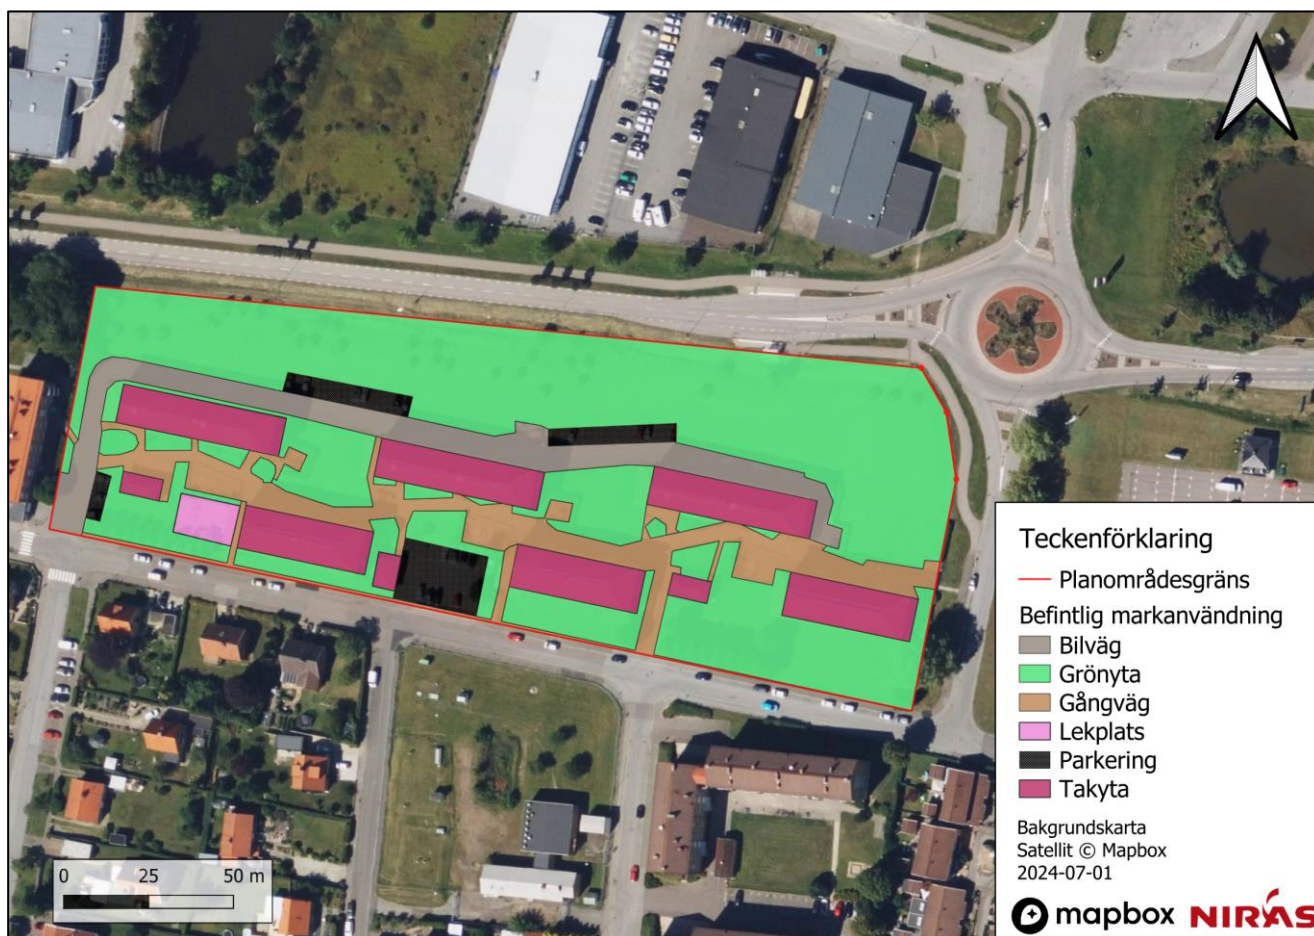 Teckenförklaring
Planområdesgräns
Befintlig markanvändning
Bilväg
Grönyta
Gångväg
Lekplats
Parkering
Takyta
Bakgrundskarta
Satellit © Mapbox
2024-07-01
mapbox NIRAS
0 25 50 m